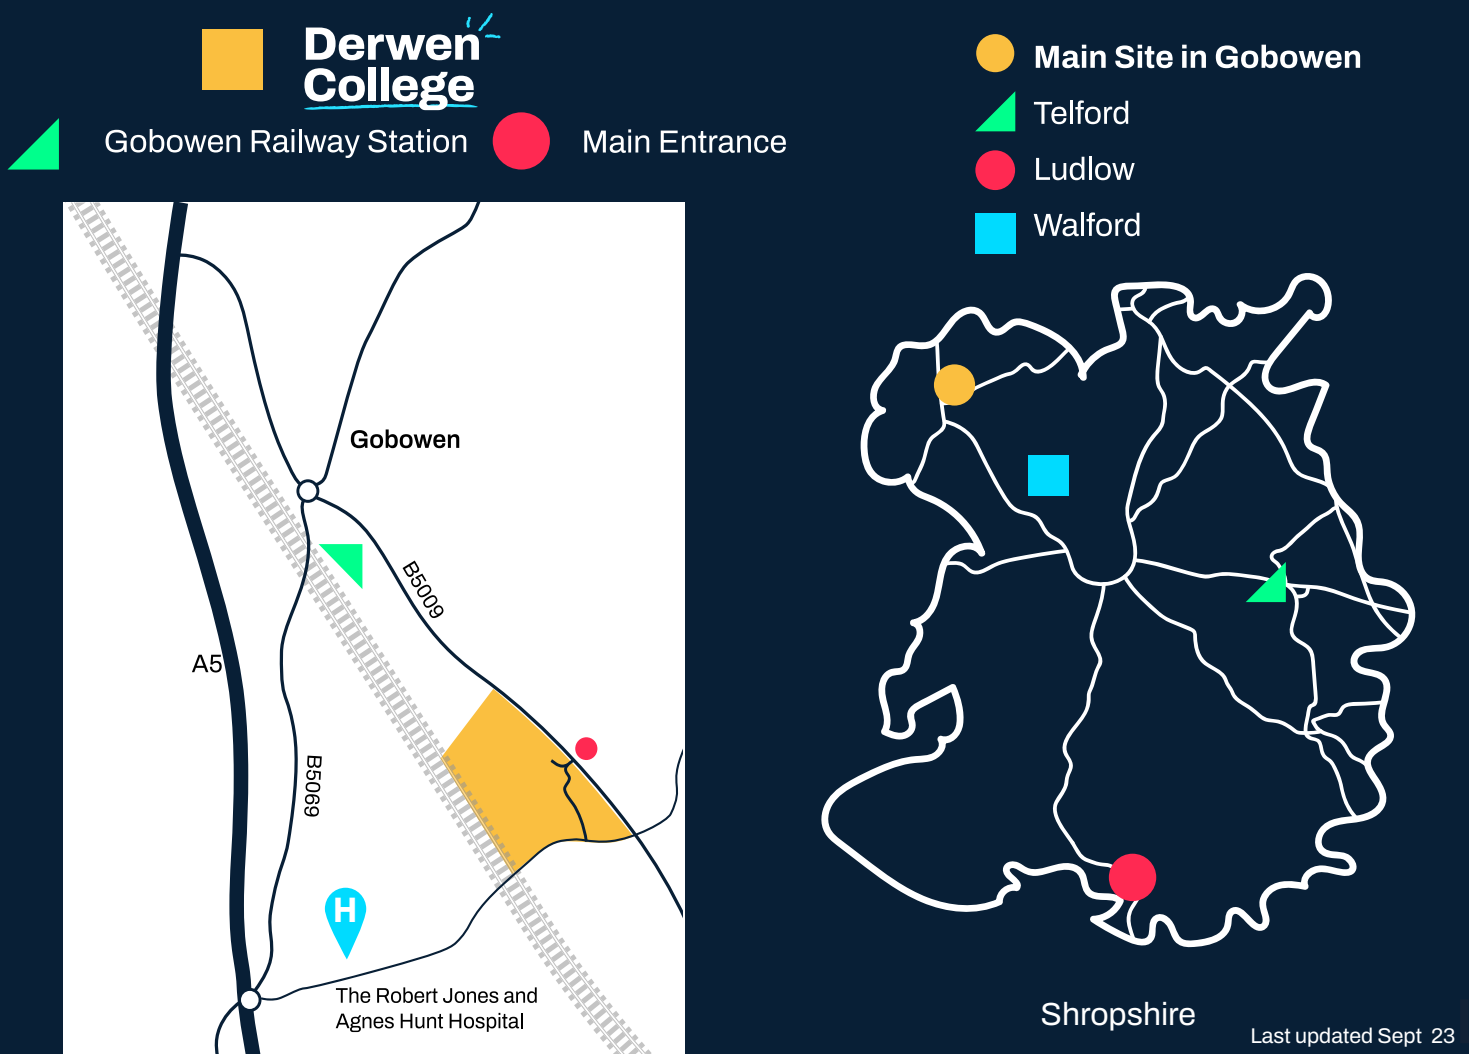 Derwen
College
Gobowen Railway Station
Main Entrance
Main Site in Gobowen
Telford
Ludlow
Walford
Gobowen
B5009
A5
B5069
H
The Robert Jones and
Agnes Hunt Hospital
Shropshire
Last updated Sept 23